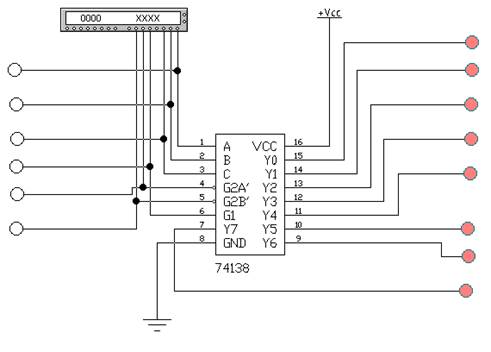 0000 XXXX
+Vcc
1 A VCC 16
2 B Y0 15
3 C Y1 14
4 G2A' Y2 13
5 G2B' Y3 12
6 G1 Y4 11
7 Y7 Y5 10
8 GND Y6 9
74138